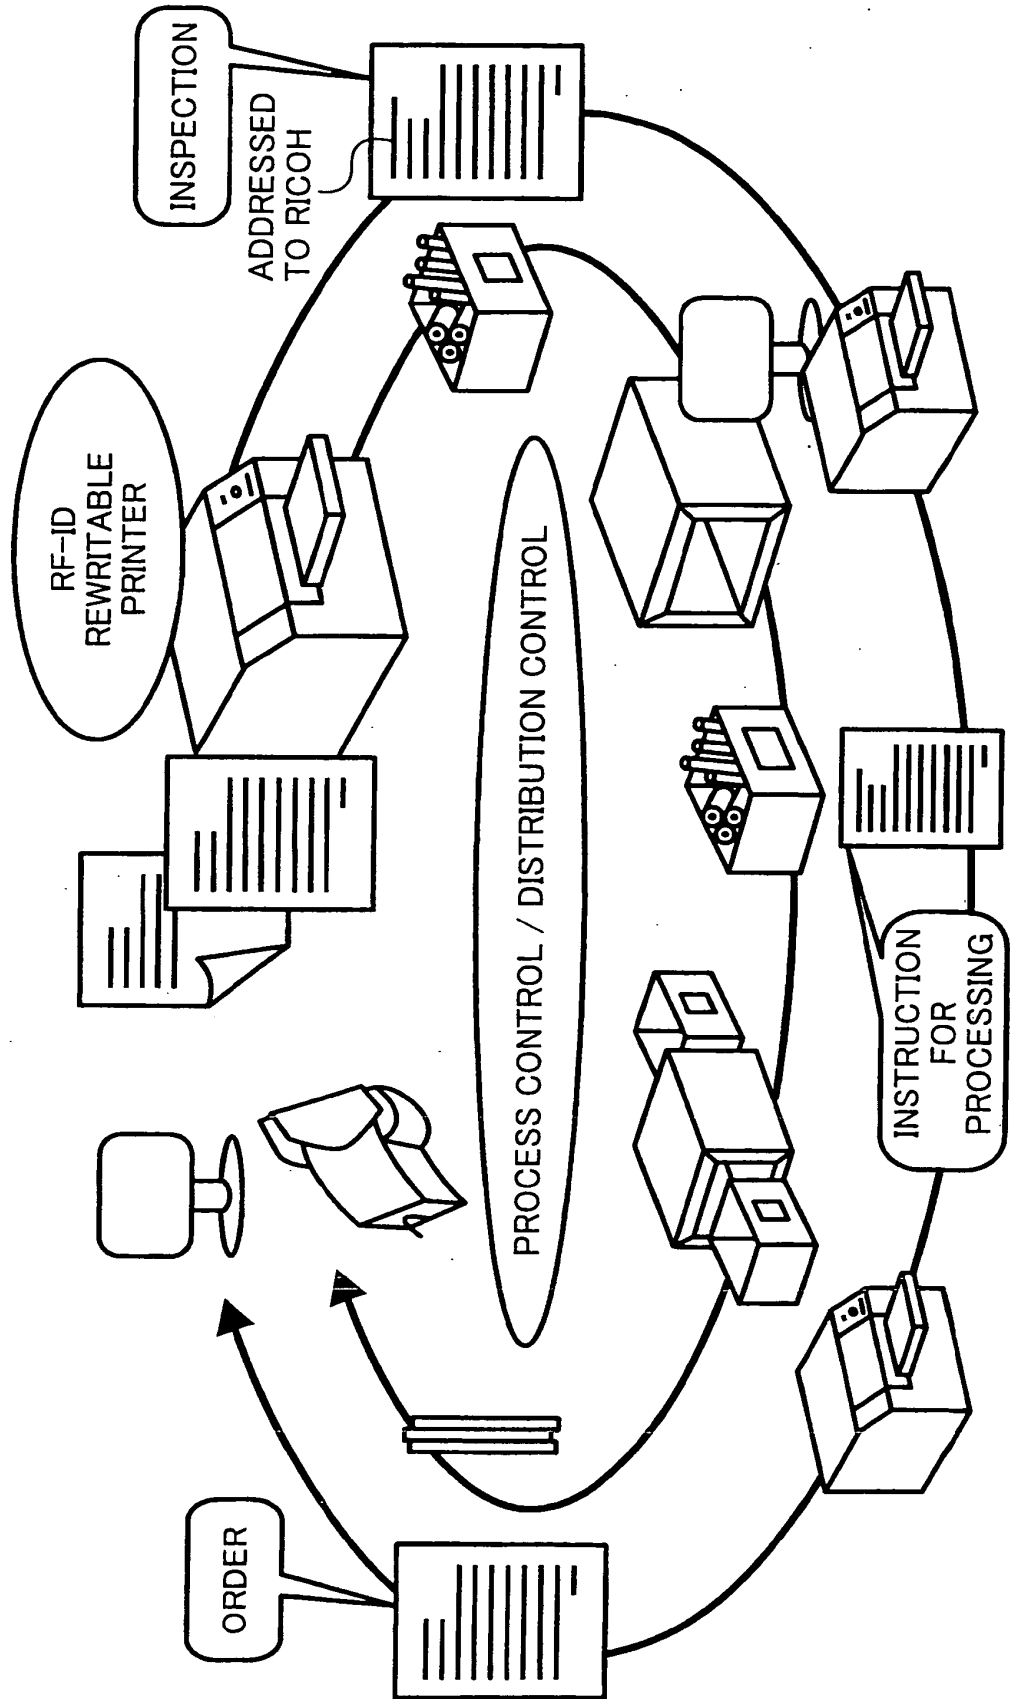 ORDER
RF-ID
REWRITABLE
PRINTER
INSPECTION
ADDRESSED
TO RICOH
PROCESS CONTROL / DISTRIBUTION CONTROL
INSTRUCTION
FOR
PROCESSING